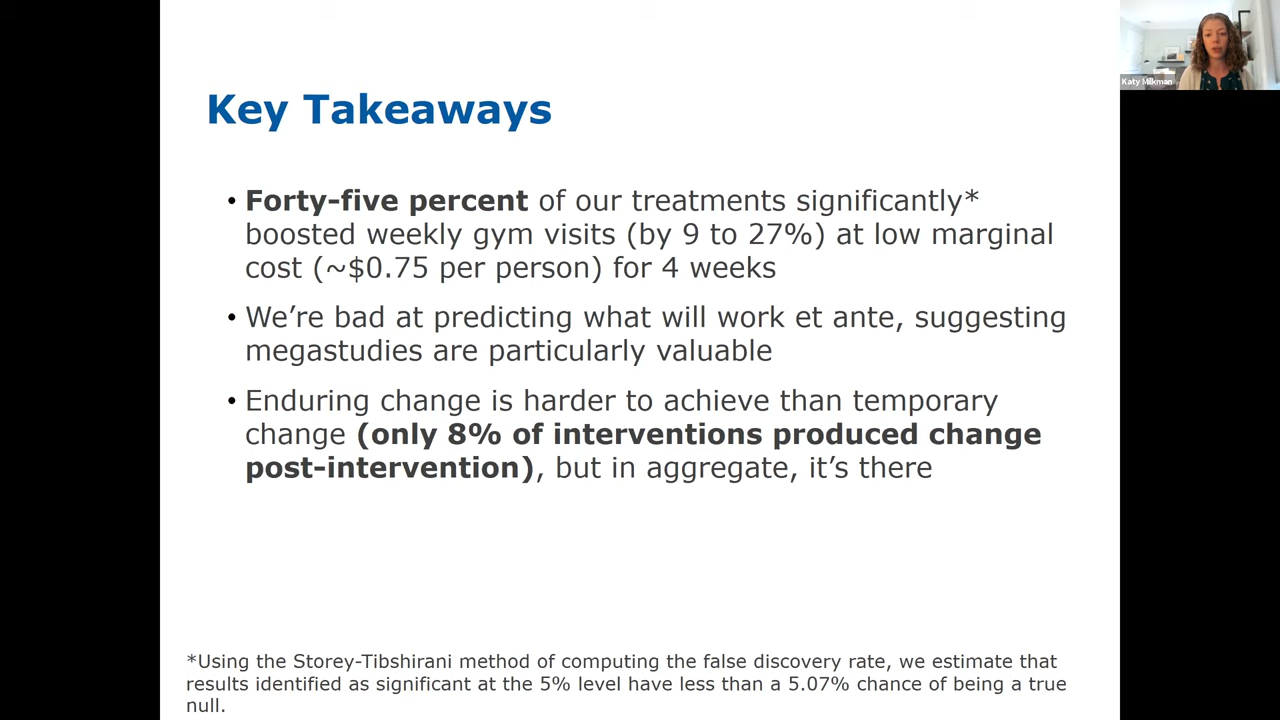 Katy Milkman
Key Takeaways
• Forty-five percent of our treatments significantly*
boosted weekly gym visits (by 9 to 27%) at low marginal
cost (~$0.75 per person) for 4 weeks
• We’re bad at predicting what will work et ante, suggesting
megastudies are particularly valuable
• Enduring change is harder to achieve than temporary
change (only 8% of interventions produced change
post-intervention), but in aggregate, it’s there
*Using the Storey-Tibshirani method of computing the false discovery rate, we estimate that
results identified as significant at the 5% level have less than a 5.07% chance of being a true
null.